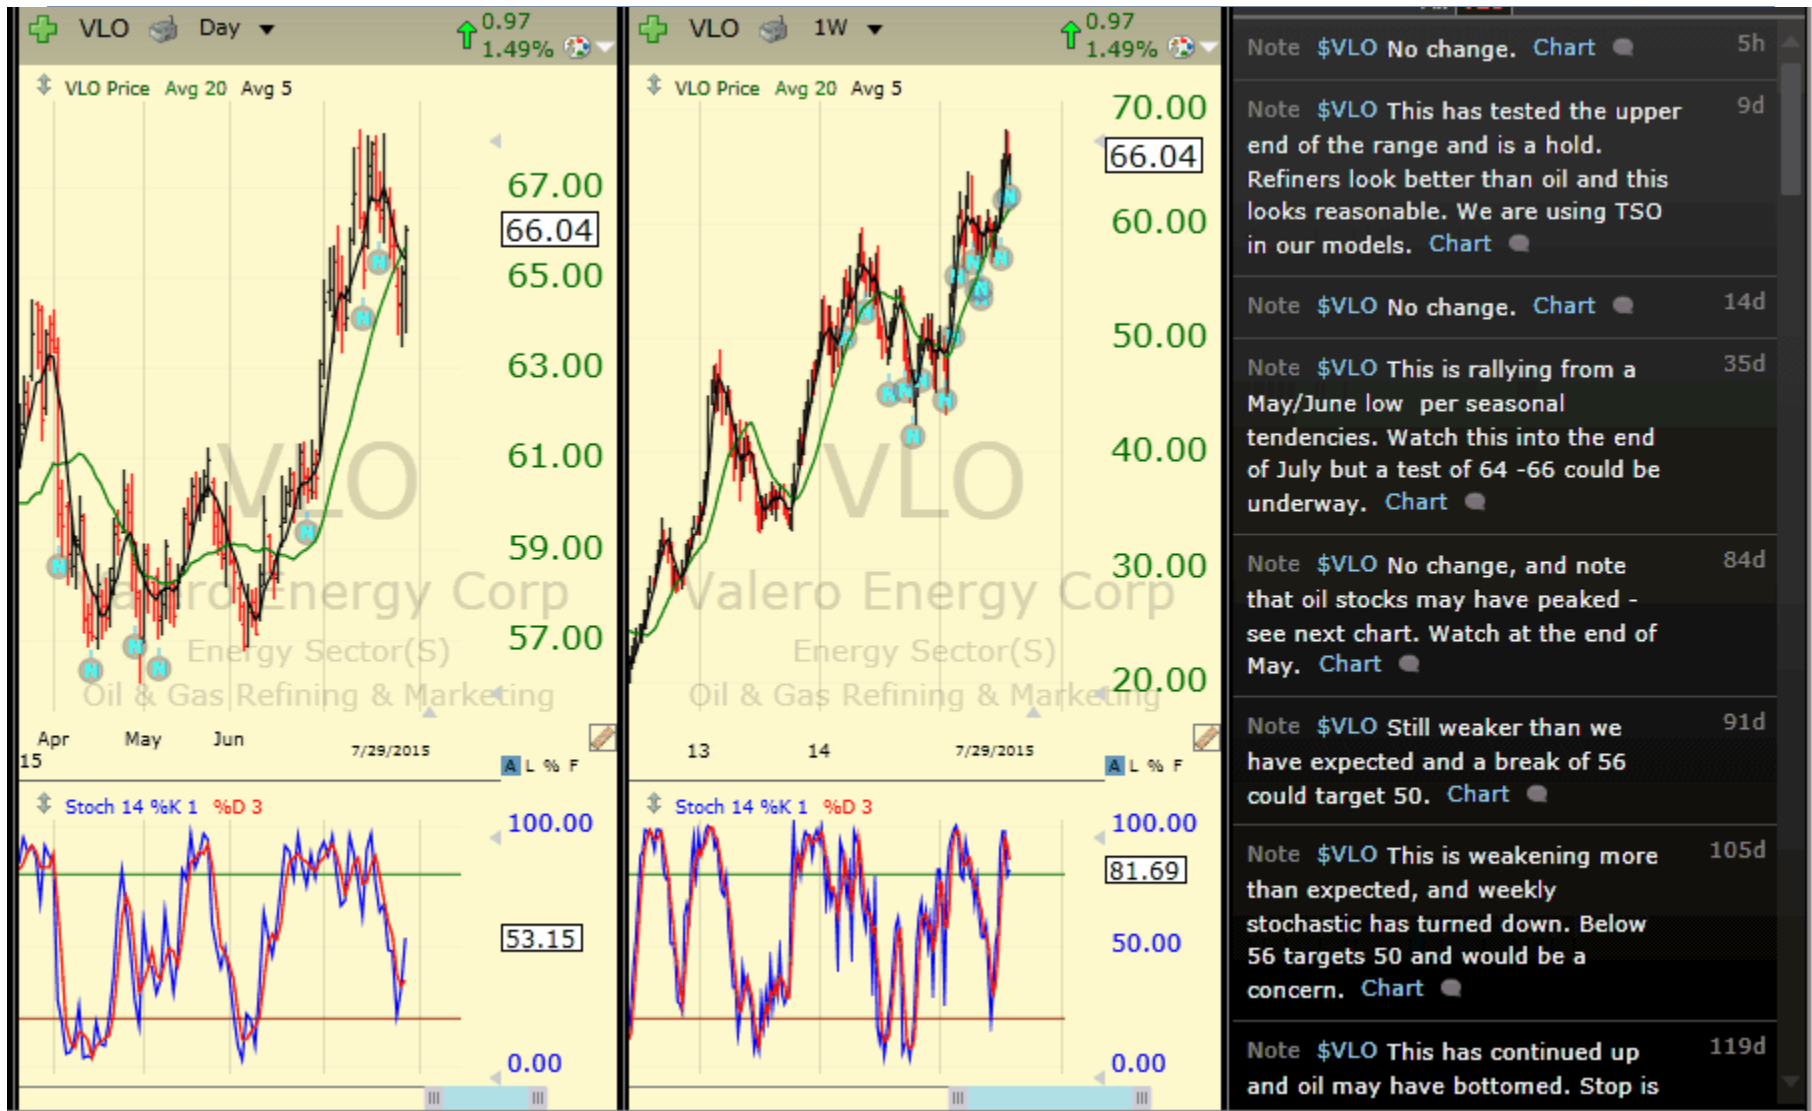 VLO Day 0.97
1.49%
VLO Price Avg 20 Avg 5
67.00
66.04
65.00
63.00
61.00
59.00
57.00
VLO
Valero Energy Corp
Energy Sector(S)
Oil & Gas Refining & Marketing
Apr May Jun 7/29/2015
15
A L % F
Stoch 14 %K 1 %D 3
100.00
53.15
0.00
VLO 1W 0.97
1.49%
VLO Price Avg 20 Avg 5
70.00
66.04
60.00
50.00
40.00
30.00
20.00
VLO
Valero Energy Corp
Energy Sector(S)
Oil & Gas Refining & Marketing
13 14 7/29/2015
A L % F
Stoch 14 %K 1 %D 3
100.00
81.69
50.00
0.00
Note $VLO No change. Chart 5h
Note $VLO This has tested the upper 9d
end of the range and is a hold.
Refiners look better than oil and this
looks reasonable. We are using TSO
in our models. Chart
Note $VLO No change. Chart 14d
Note $VLO This is rallying from a 35d
May/June low per seasonal
tendencies. Watch this into the end
of July but a test of 64 -66 could be
underway. Chart
Note $VLO No change, and note 84d
that oil stocks may have peaked -
see next chart. Watch at the end of
May. Chart
Note $VLO Still weaker than we 91d
have expected and a break of 56
could target 50. Chart
Note $VLO This is weakening more 105d
than expected, and weekly
stochastic has turned down. Below
56 targets 50 and would be a
concern. Chart
Note $VLO This has continued up 119d
and oil may have bottomed. Stop is